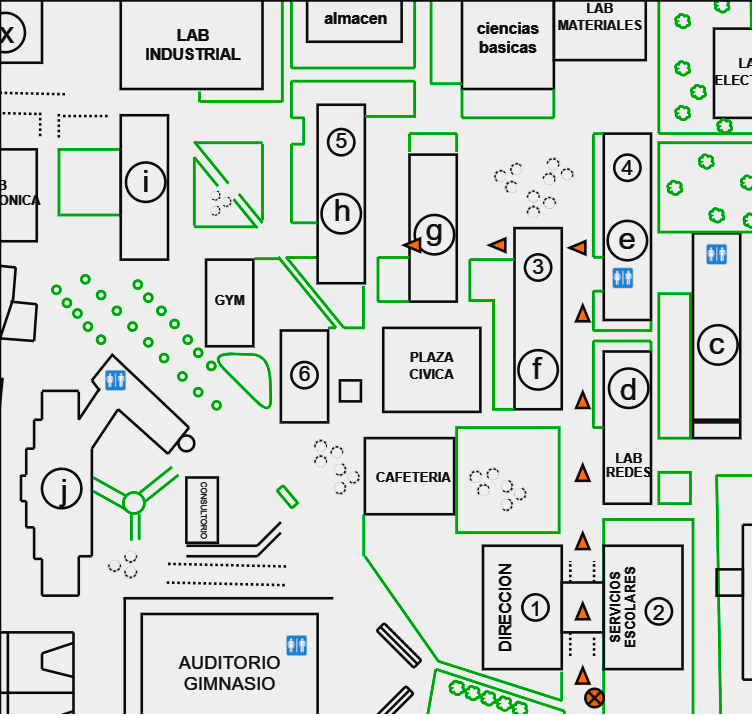 x
LAB
INDUSTRIAL
almacen
ciencias
basicas
LAB
MATERIALES
LA
ELECT
i
5
h
g
4
e
3
f
B
ONICA
GYM
6
PLAZA
CIVICA
c
d
LAB
REDES
j
CONSULTORIO
CAFETERIA
DIRECCION
1
SERVICIOS
ESCOLARES
2
AUDITORIO
GIMNASIO